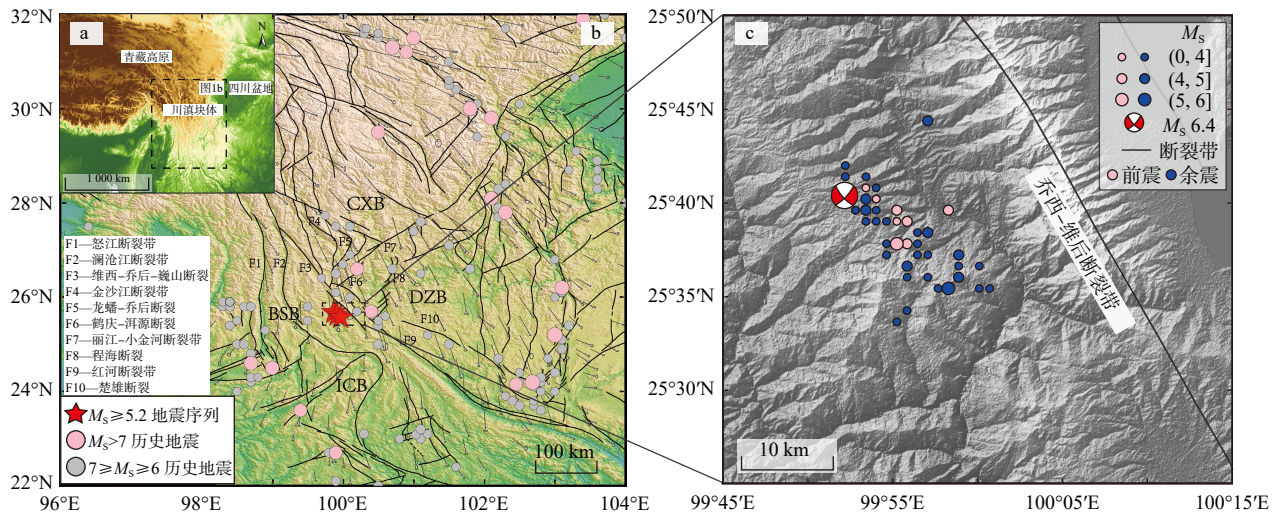 32°N
30°N
28°N
26°N
24°N
22°N
96°E
98°E
100°E
102°E
104°E
a
N
青藏高原
图1b
四川盆地
川滇块体
1 000 km
b
CXB
F4
F5
F7
F1
F2
F3
F6
F8
DZB
BSB
F10
F9
ICB
F1—怒江断裂带
F2—澜沧江断裂带
F3—维西-乔后-巍山断裂
F4—金沙江断裂带
F5—龙蟠-乔后断裂
F6—鹤庆-洱源断裂
F7—丽江-小金河断裂带
F8—程海断裂
F9—红河断裂带
F10—楚雄断裂
Ms≥5.2 地震序列
Ms>7 历史地震
7≥Ms≥6 历史地震
100 km
25°50′N
25°45′N
25°40′N
25°35′N
25°30′N
99°45′E
99°55′E
100°05′E
100°15′E
c
Ms
(0, 4]
(4, 5]
(5, 6]
Ms 6.4
断裂带
前震
余震
乔西-维后断裂带
10 km